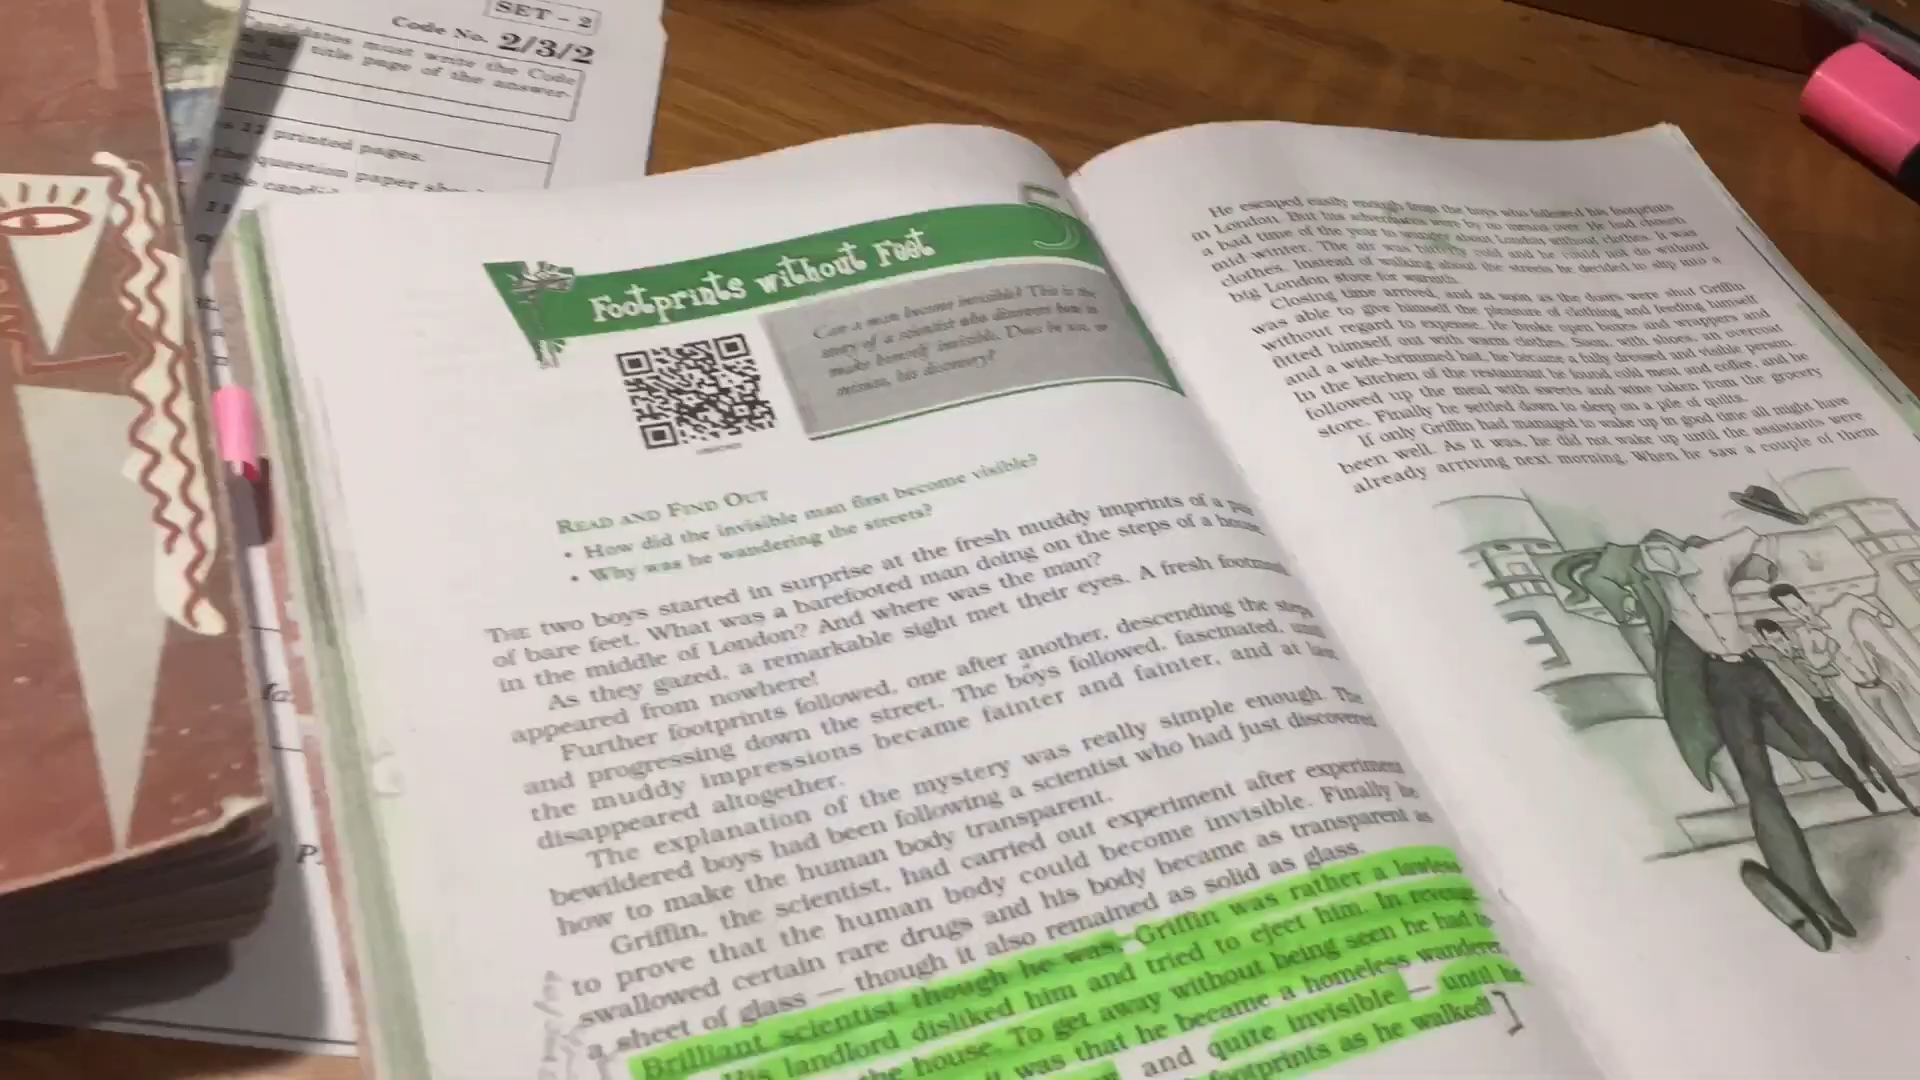 SET - 2
Code No. 2/3/2
Candidates must write the Code
title page of the answer-
11 printed pages.
the question paper
Footprints without Feet
5
Can a man become invisible? This is the
story of a scientist who discovers how to
make himself invisible. Does he use, or
misuse, his discovery?
READ AND FIND OUT
• How did the invisible man first become visible?
• Why was he wandering the streets?
THE two boys started in surprise at the fresh muddy imprints of a pair
of bare feet. What was a barefooted man doing on the steps of a house,
in the middle of London? And where was the man?
As they gazed, a remarkable sight met their eyes. A fresh footmark
appeared from nowhere!
Further footprints followed, one after another, descending the steps
and progressing down the street. The boys followed, fascinated, until
the muddy impressions became fainter and fainter, and at last
disappeared altogether.
The explanation of the mystery was really simple enough. The
bewildered boys had been following a scientist who had just discovered
how to make the human body transparent.
Griffin, the scientist, had carried out experiment after experiment
to prove that the human body could become invisible. Finally he
swallowed certain rare drugs and his body became as transparent as
a sheet of glass — though it also remained as solid as glass.
Brilliant scientist though he was, Griffin was rather a lawless
His landlord disliked him and tried to eject him. In revenge
the house. To get away without being seen he had to
it was that he became a homeless wanderer,
and quite invisible — until he
footprints as he walked!
He escaped easily enough from the boys who followed his footprints
in London. But his adventures were by no means over. He had chosen
a bad time of the year to wander about London without clothes. It was
mid-winter. The air was bitterly cold and he could not do without
clothes. Instead of walking about the streets he decided to slip into a
big London store for warmth.
Closing time arrived, and as soon as the doors were shut Griffin
was able to give himself the pleasure of clothing and feeding himself
without regard to expense. He broke open boxes and wrappers and
fitted himself out with warm clothes. Soon, with shoes, an overcoat
and a wide-brimmed hat, he became a fully dressed and visible person.
In the kitchen of the restaurant he found cold meat and coffee, and he
followed up the meal with sweets and wine taken from the grocery
store. Finally he settled down to sleep on a pile of quilts.
If only Griffin had managed to wake up in good time all might have
been well. As it was, he did not wake up until the assistants were
already arriving next morning. When he saw a couple of them